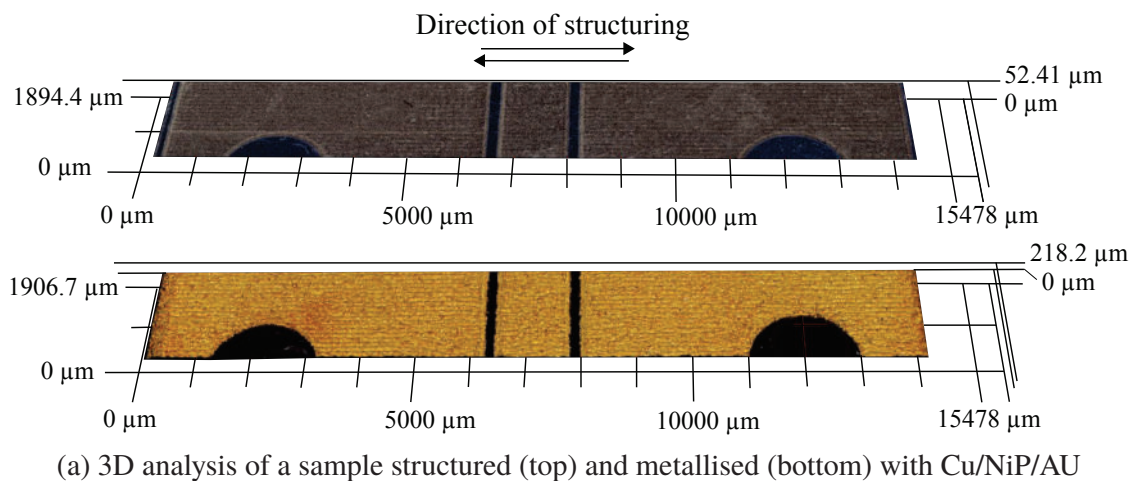 Direction of structuring
52.41 µm
1894.4 µm
0 µm
0 µm
0 µm
5000 µm
10000 µm
15478 µm
218.2 µm
1906.7 µm
0 µm
0 µm
0 µm
5000 µm
10000 µm
15478 µm
(a) 3D analysis of a sample structured (top) and metallised (bottom) with Cu/NiP/AU